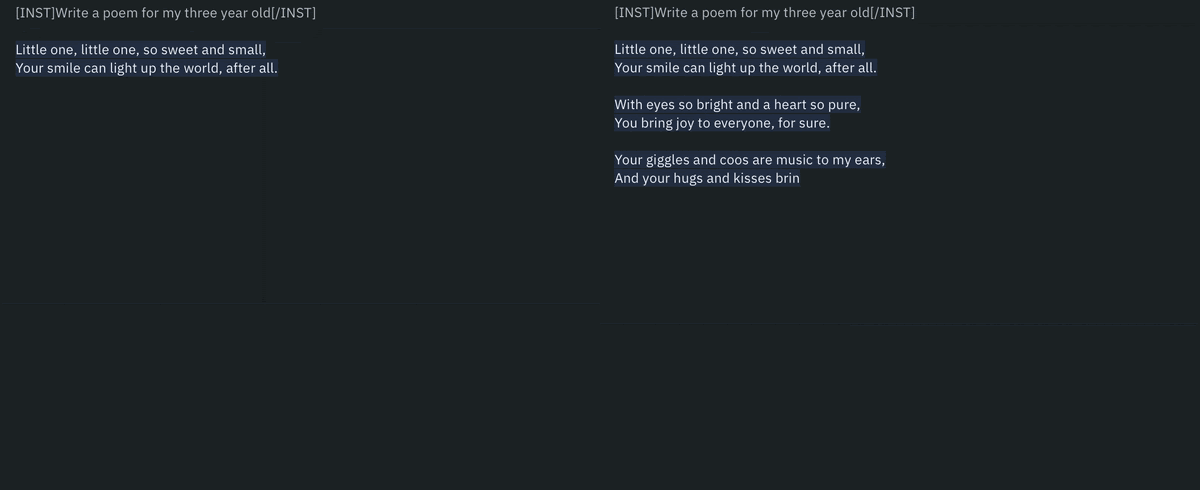 [INST]Write a poem for my three year old[/INST]
Little one, little one, so sweet and small,
Your smile can light up the world, after all.
[INST]Write a poem for my three year old[/INST]
Little one, little one, so sweet and small,
Your smile can light up the world, after all.
With eyes so bright and a heart so pure,
You bring joy to everyone, for sure.
Your giggles and coos are music to my ears,
And your hugs and kisses brin